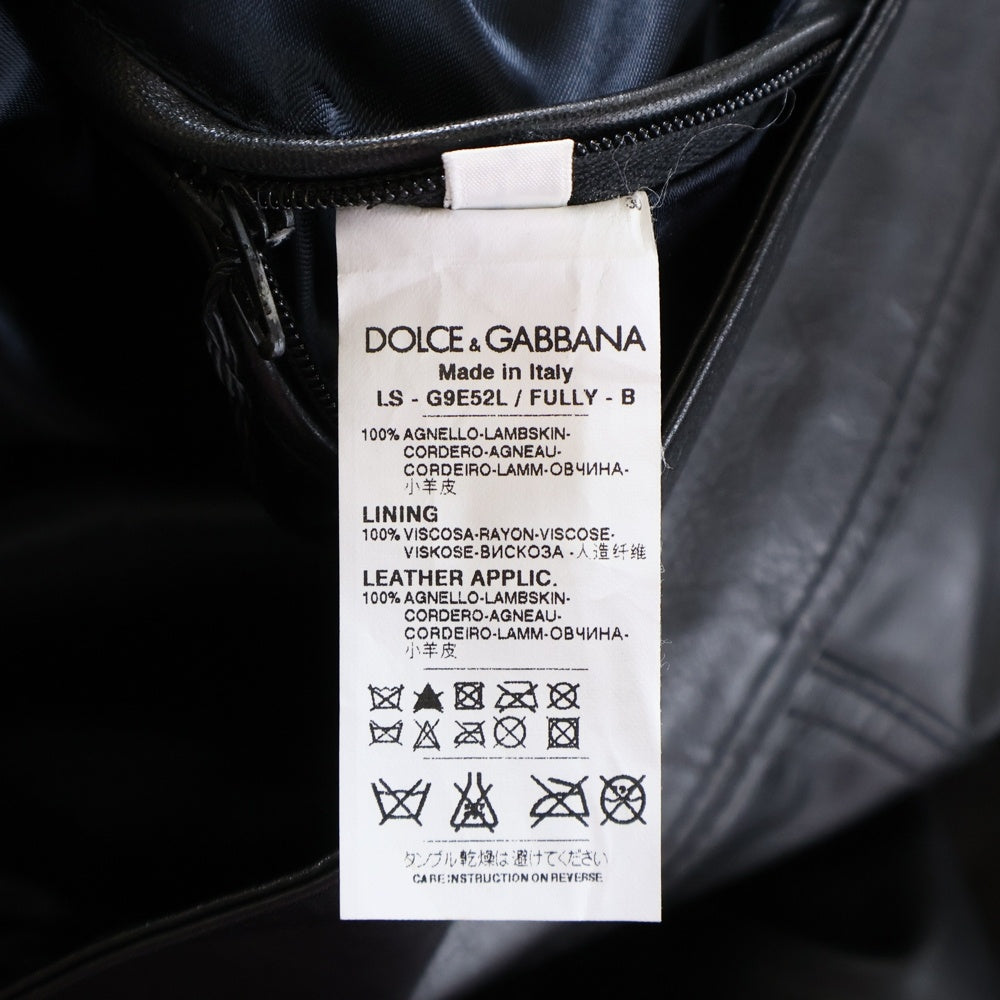 DOLCE & GABBANA
Made in Italy
LS - G9E52L / FULLY - B
100% AGNELLO-LAMBSKIN-
CORDERO-AGNEAU-
CORDEIRO-LAMM-ОВЧИНА-
小羊皮
LINING
100% VISCOSA-RAYON-VISCOSE-
VISKOSE-ВИСКОЗА -人造纤维
LEATHER APPLIC.
100% AGNELLO-LAMBSKIN-
CORDERO-AGNEAU-
CORDEIRO-LAMM-ОВЧИНА-
小羊皮
タンブル乾燥は避けてください
CARE INSTRUCTION ON REVERSE